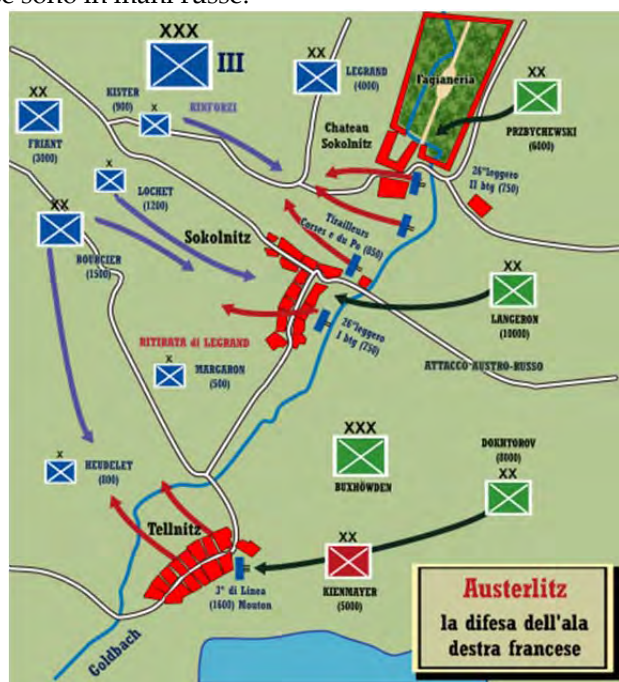 sono in mani russe.
XXX
III
XX
LEGRAND
(4000)
XX
FRIANT
(3000)
KISTER
(900)
X
RINFORZI
Fagianeria
XX
PRZBYCHEWSKI
(6000)
Chateau
Sokolnitz
X
LOCHET
(1200)
26°leggero
II btg (750)
XX
BOURCIER
(1500)
Sokolnitz
Tirailleurs
Corses e du Po (850)
XX
LANGERON
(10000)
26°leggero
I btg (750)
RITIRATA di LEGRAND
X
MARGARON
(500)
ATTACCO AUSTRO-RUSSO
XXX
BUXHÖWDEN
DOKHTOROV
(8000)
XX
X
HEUDELET
(800)
Tellnitz
3° di Linea
(1600) Mouton
XX
KIENMAYER
(5000)
Goldbach
Austerlitz
la difesa dell'ala
destra francese